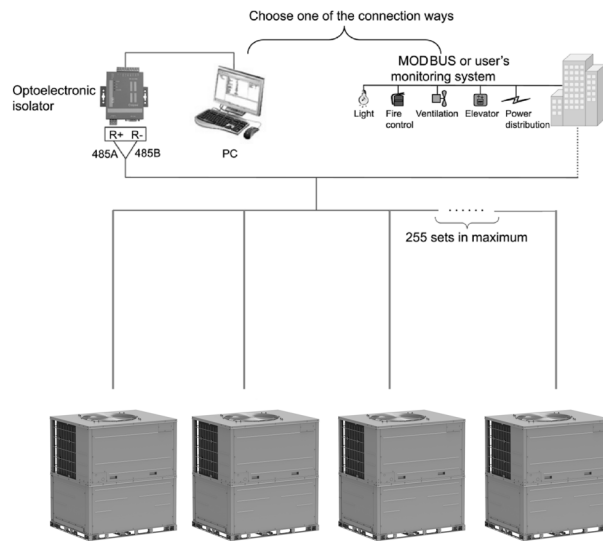 Choose one of the connection ways
MODBUS or user's
monitoring system
Optoelectronic
isolator
Light
Fire
control
Ventilation
Elevator
Power
distribution
R+ R-
485A
485B
PC
......
255 sets in maximum